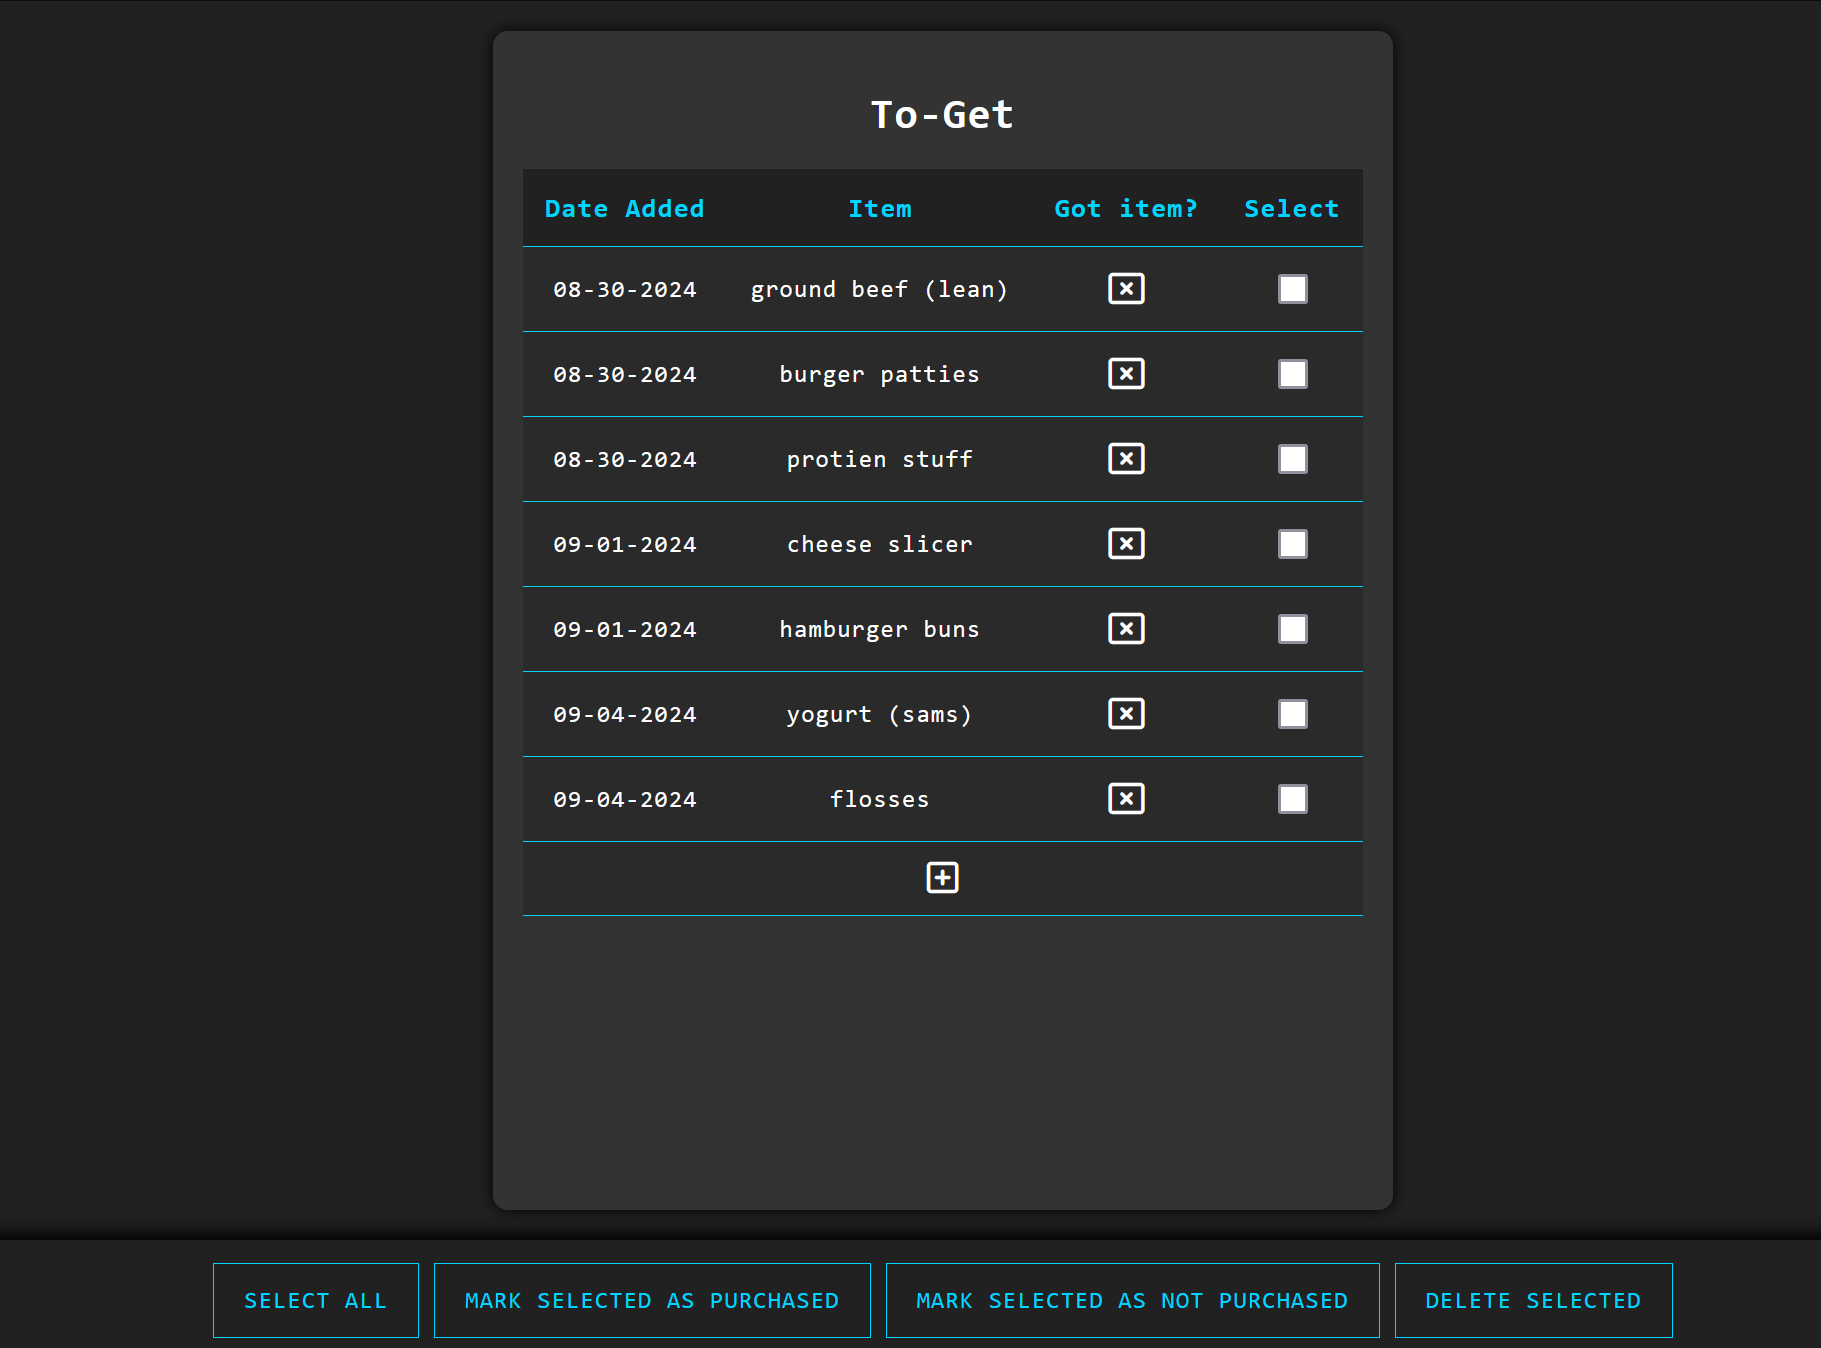 To-Get
Date Added Item Got item? Select
08-30-2024 ground beef (lean)
08-30-2024 burger patties
08-30-2024 protien stuff
09-01-2024 cheese slicer
09-01-2024 hamburger buns
09-04-2024 yogurt (sams)
09-04-2024 flosses
SELECT ALL MARK SELECTED AS PURCHASED MARK SELECTED AS NOT PURCHASED DELETE SELECTED